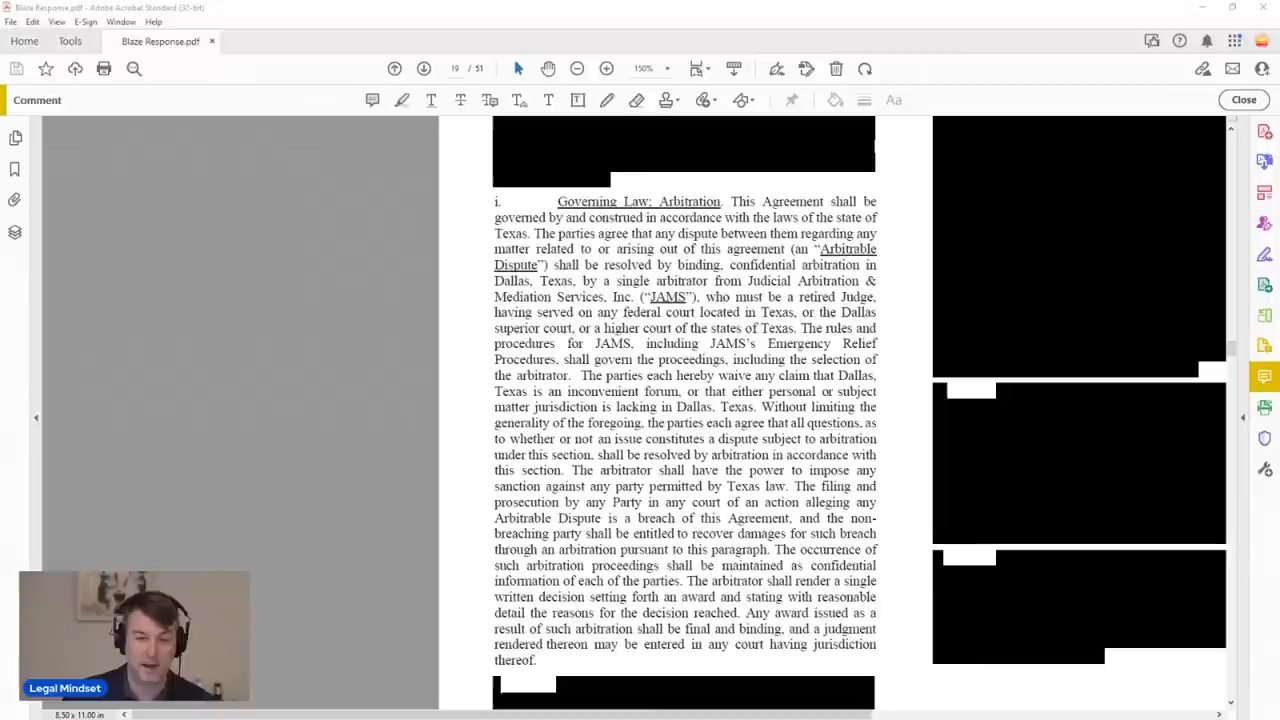 Blaze Response.pdf - Adobe Acrobat Standard (32-bit)
File Edit View E-Sign Window Help
Home Tools Blaze Response.pdf ×
19 / 51 150%
Comment Aa Close
i. Governing Law; Arbitration. This Agreement shall be
governed by and construed in accordance with the laws of the state of
Texas. The parties agree that any dispute between them regarding any
matter related to or arising out of this agreement (an “Arbitrable
Dispute”) shall be resolved by binding, confidential arbitration in
Dallas, Texas, by a single arbitrator from Judicial Arbitration &
Mediation Services, Inc. (“JAMS”), who must be a retired Judge,
having served on any federal court located in Texas, or the Dallas
superior court, or a higher court of the states of Texas. The rules and
procedures for JAMS, including JAMS’s Emergency Relief
Procedures, shall govern the proceedings, including the selection of
the arbitrator. The parties each hereby waive any claim that Dallas,
Texas is an inconvenient forum, or that either personal or subject
matter jurisdiction is lacking in Dallas, Texas. Without limiting the
generality of the foregoing, the parties each agree that all questions, as
to whether or not an issue constitutes a dispute subject to arbitration
under this section, shall be resolved by arbitration in accordance with
this section. The arbitrator shall have the power to impose any
sanction against any party permitted by Texas law. The filing and
prosecution by any Party in any court of an action alleging any
Arbitrable Dispute is a breach of this Agreement, and the non-
breaching party shall be entitled to recover damages for such breach
through an arbitration pursuant to this paragraph. The occurrence of
such arbitration proceedings shall be maintained as confidential
information of each of the parties. The arbitrator shall render a single
written decision setting forth an award and stating with reasonable
detail the reasons for the decision reached. Any award issued as a
result of such arbitration shall be final and binding, and a judgment
rendered thereon may be entered in any court having jurisdiction
thereof.
Legal Mindset
8.50 x 11.00 in